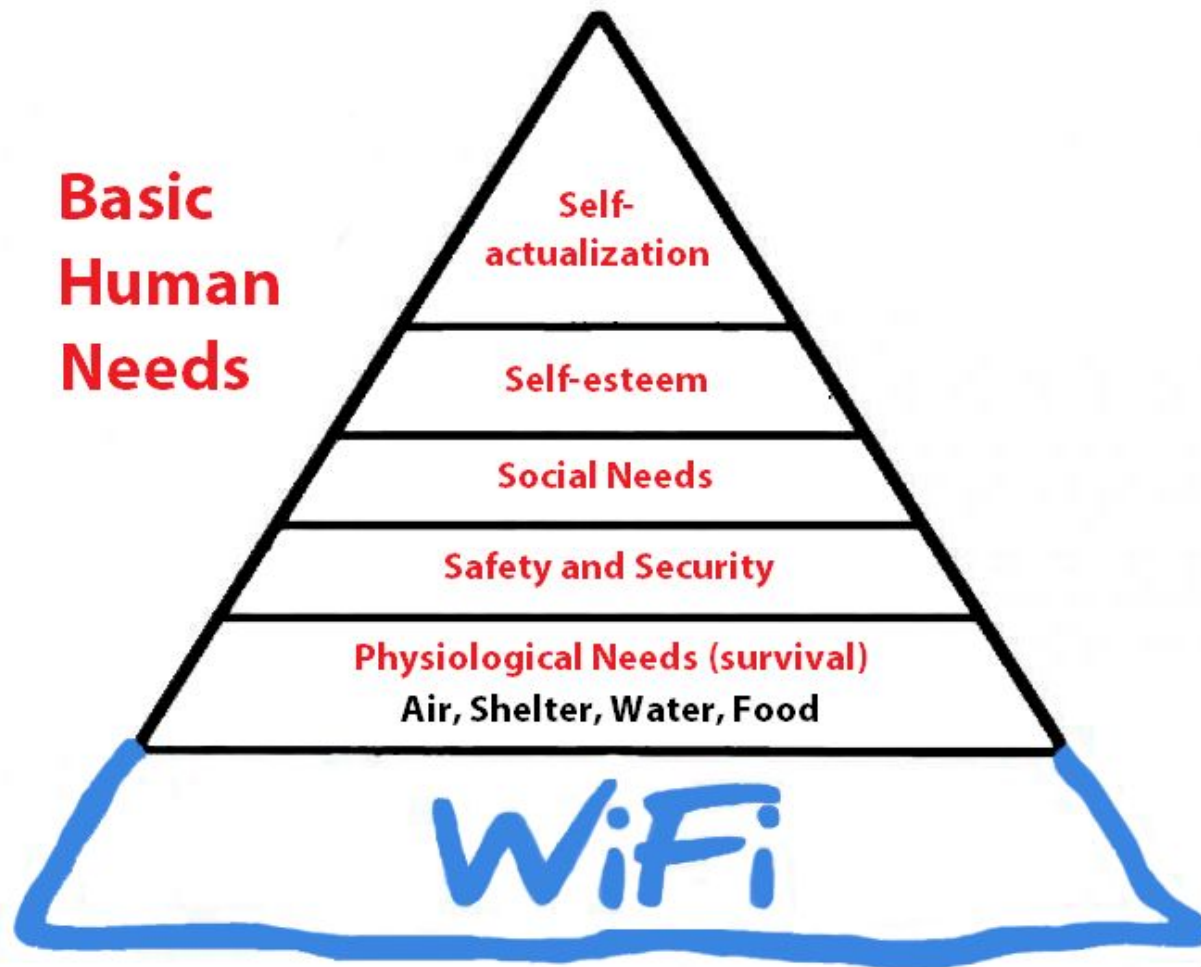 Basic
Human
Needs
Self-
actualization
Self-esteem
Social Needs
Safety and Security
Physiological Needs (survival)
Air, Shelter, Water, Food
WiFi